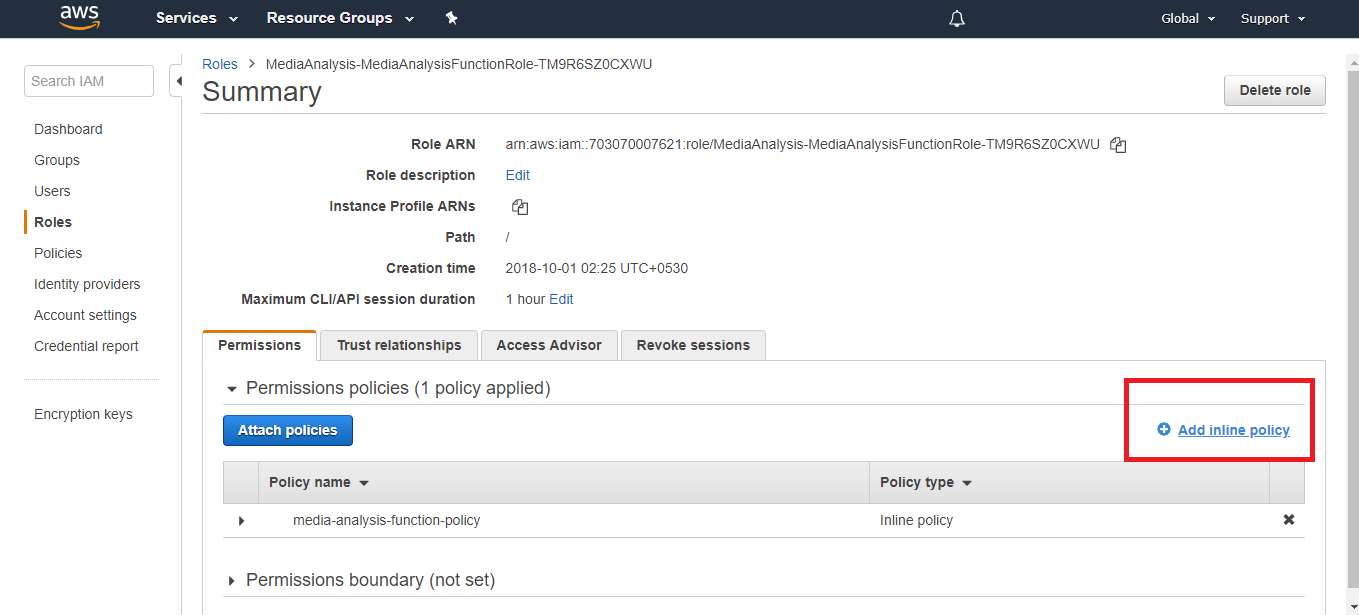 aws
Services
Resource Groups
Global
Support
Search IAM
Dashboard
Groups
Users
Roles
Policies
Identity providers
Account settings
Credential report
Encryption keys
Roles > MediaAnalysis-MediaAnalysisFunctionRole-TM9R6SZ0CXWU
Summary
Delete role
Role ARN arn:aws:iam::703070007621:role/MediaAnalysis-MediaAnalysisFunctionRole-TM9R6SZ0CXWU
Role description Edit
Instance Profile ARNs
Path /
Creation time 2018-10-01 02:25 UTC+0530
Maximum CLI/API session duration 1 hour Edit
Permissions
Trust relationships
Access Advisor
Revoke sessions
Permissions policies (1 policy applied)
Attach policies
Add inline policy
Policy name Policy type
media-analysis-function-policy Inline policy
Permissions boundary (not set)